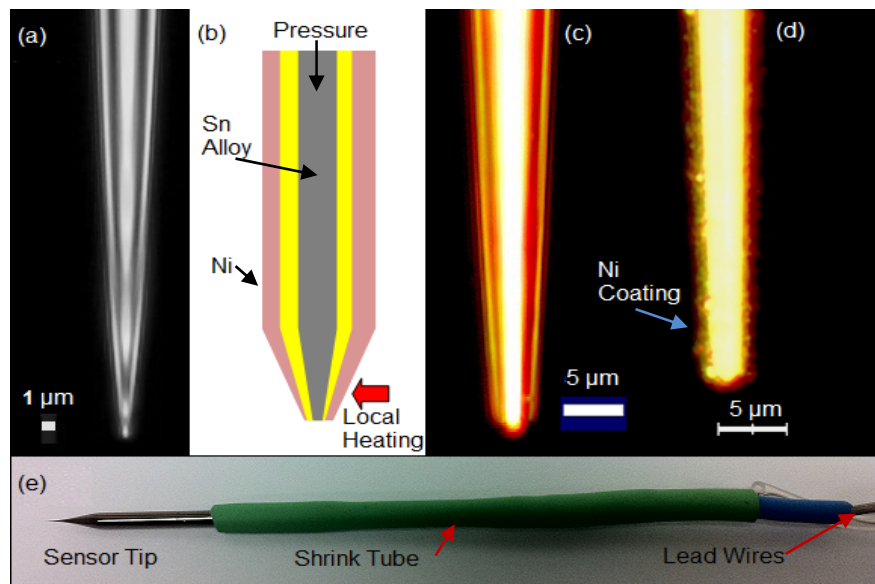 (a)
1 µm
(b)
Pressure
Sn
Alloy
Ni
Local
Heating
(c)
5 µm
(d)
Ni
Coating
5 µm
(e)
Sensor Tip
Shrink Tube
Lead Wires